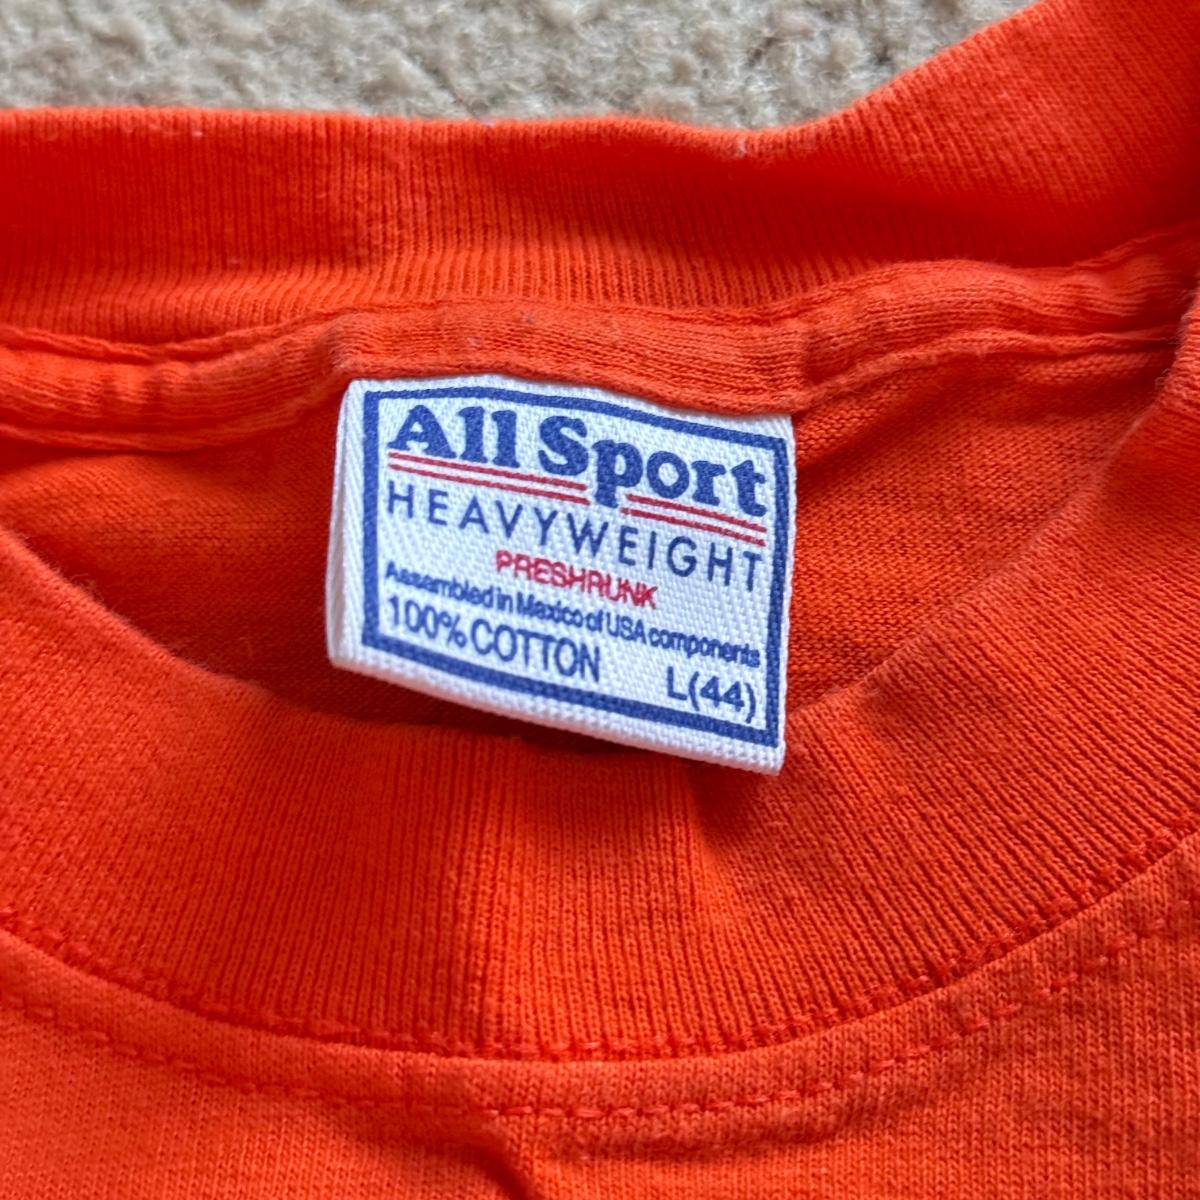 All Sport
HEAVYWEIGHT
PRESHRUNK
Assembled in Mexico of USA components
100% COTTON
L(44)